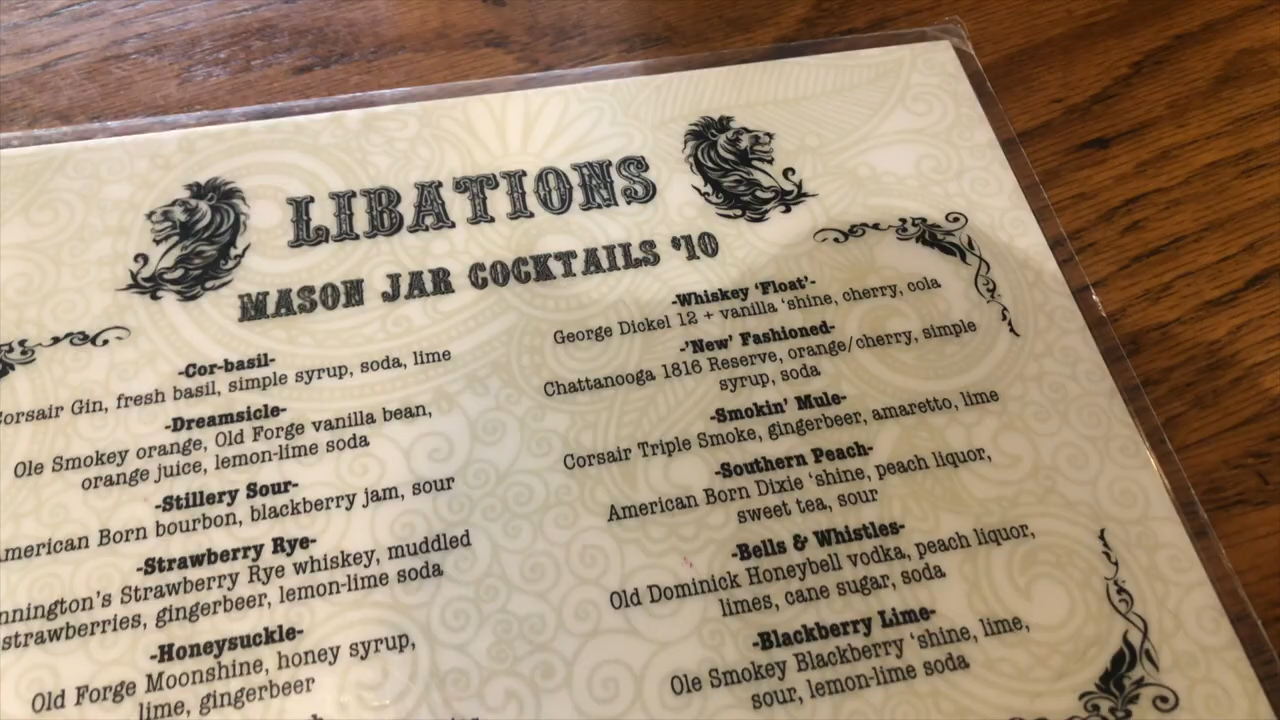 LIBATIONS
MASON JAR COCKTAILS $10
-Cor-basil-
Corsair Gin, fresh basil, simple syrup, soda, lime
-Dreamsicle-
Ole Smokey orange, Old Forge vanilla bean,
orange juice, lemon-lime soda
-Stillery Sour-
American Born bourbon, blackberry jam, sour
-Strawberry Rye-
nnington's Strawberry Rye whiskey, muddled
strawberries, gingerbeer, lemon-lime soda
-Honeysuckle-
Old Forge Moonshine, honey syrup,
lime, gingerbeer
-Whiskey 'Float'-
George Dickel 12 + vanilla 'shine, cherry, cola
-'New' Fashioned-
Chattanooga 1816 Reserve, orange/cherry, simple
syrup, soda
-Smokin' Mule-
Corsair Triple Smoke, gingerbeer, amaretto, lime
-Southern Peach-
American Born Dixie 'shine, peach liquor,
sweet tea, sour
-Bells & Whistles-
Old Dominick Honeybell vodka, peach liquor,
limes, cane sugar, soda
-Blackberry Lime-
Ole Smokey Blackberry 'shine, lime,
sour, lemon-lime soda